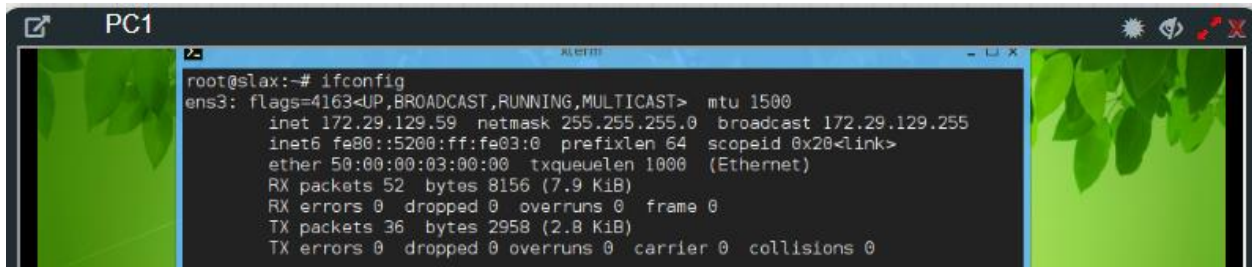 PC1
xterm
root@slax:~# ifconfig
ens3: flags=4163<UP,BROADCAST,RUNNING,MULTICAST>  mtu 1500
        inet 172.29.129.59  netmask 255.255.255.0  broadcast 172.29.129.255
        inet6 fe80::5200:ff:fe03:0  prefixlen 64  scopeid 0x20<link>
        ether 50:00:00:03:00:00  txqueuelen 1000  (Ethernet)
        RX packets 52  bytes 8156 (7.9 KiB)
        RX errors 0  dropped 0  overruns 0  frame 0
        TX packets 36  bytes 2958 (2.8 KiB)
        TX errors 0  dropped 0 overruns 0  carrier 0  collisions 0